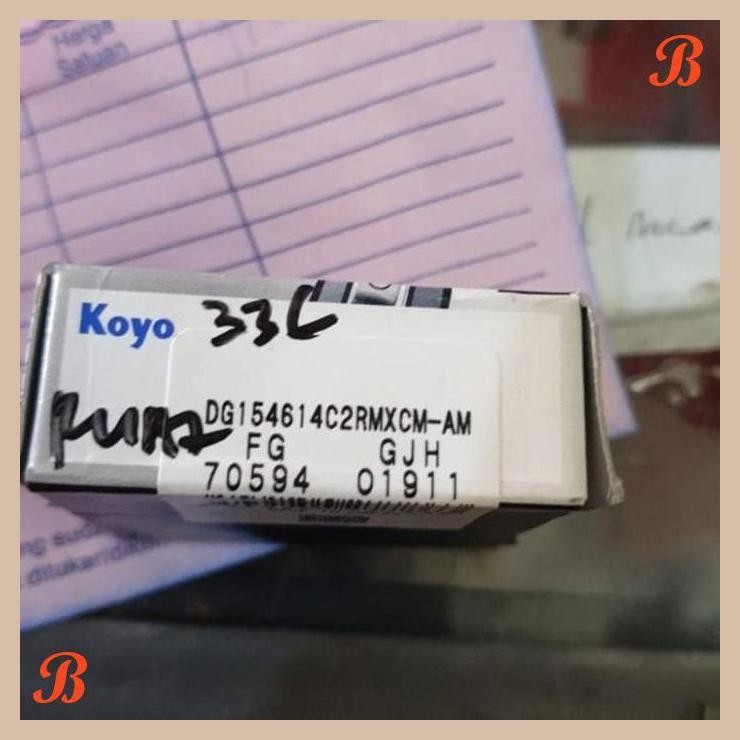 Harga
Satuan
B
Koyo 33C
DG154614C2RMXCM-AM
FG GJH
70594 01911
B